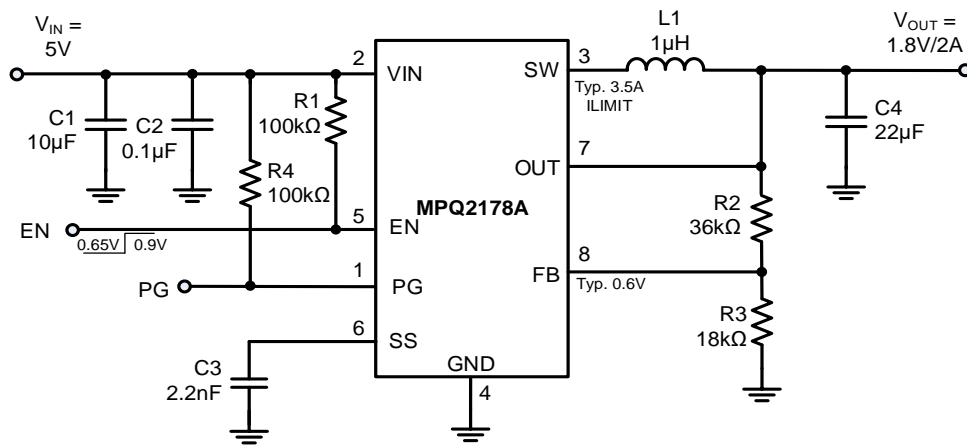 VIN =
5V
C1
10µF
C2
0.1µF
R4
100kΩ
R1
100kΩ
EN
0.65V 0.9V
PG
C3
2.2nF
2
VIN
5
EN
1
PG
6
SS
MPQ2178A
GND
4
SW
3
Typ. 3.5A
ILIMIT
OUT
7
FB
8
Typ. 0.6V
L1
1µH
VOUT =
1.8V/2A
C4
22µF
R2
36kΩ
R3
18kΩ